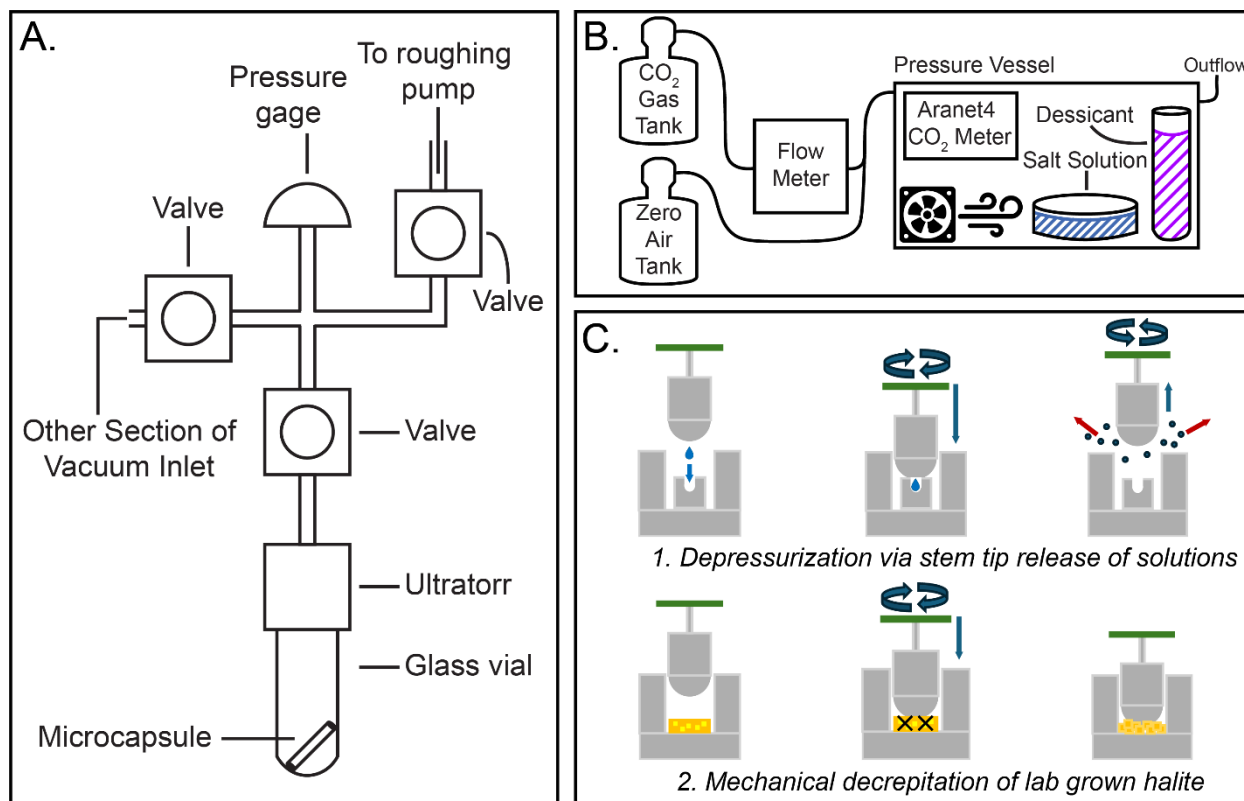 A.
Pressure
gage
To roughing
pump
Valve
Valve
Other Section of
Vacuum Inlet
Valve
Ultratorr
Glass vial
Microcapsule
B.
CO₂
Gas
Tank
Zero
Air
Tank
Flow
Meter
Pressure Vessel
Outflow
Aranet4
CO₂ Meter
Dessicant
Salt Solution
C.
1. Depressurization via stem tip release of solutions
2. Mechanical decrepitation of lab grown halite